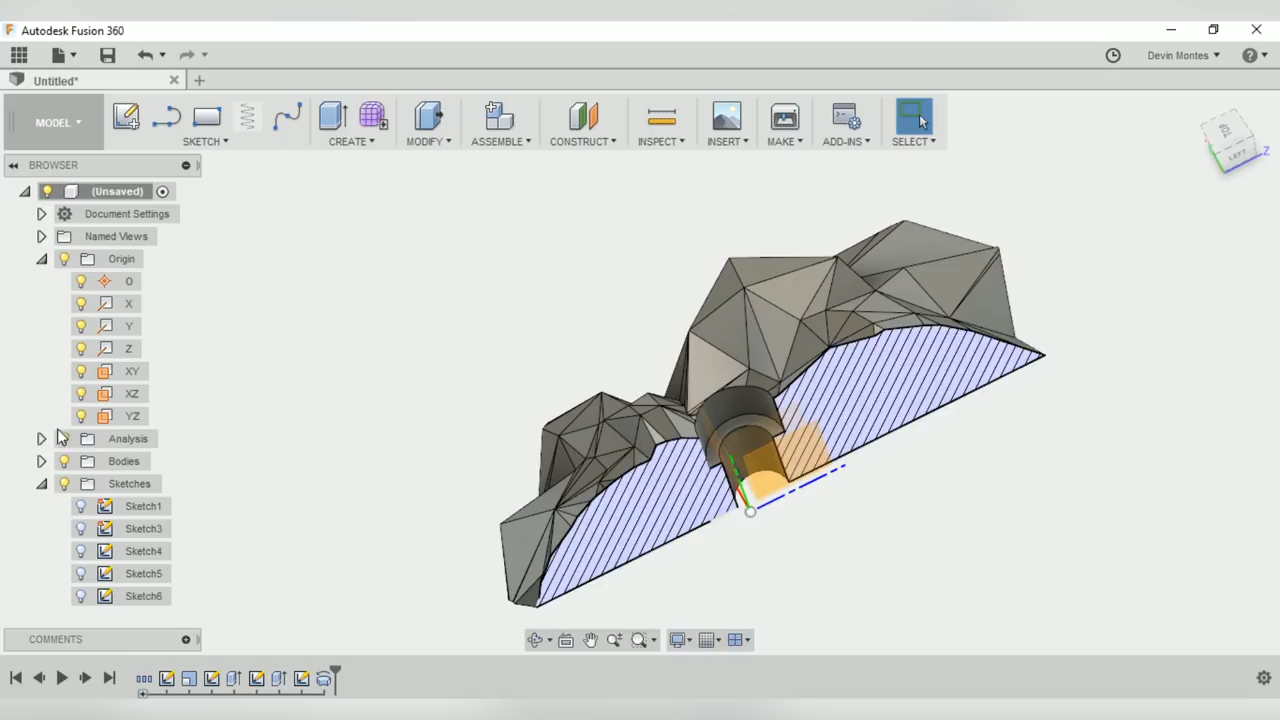 Autodesk Fusion 360
Devin Montes
Untitled*
MODEL
SKETCH
CREATE
MODIFY
ASSEMBLE
CONSTRUCT
INSPECT
INSERT
MAKE
ADD-INS
SELECT
BROWSER
(Unsaved)
Document Settings
Named Views
Origin
O
X
Y
Z
XY
XZ
YZ
Analysis
Bodies
Sketches
Sketch1
Sketch3
Sketch4
Sketch5
Sketch6
LEFT
Z
COMMENTS